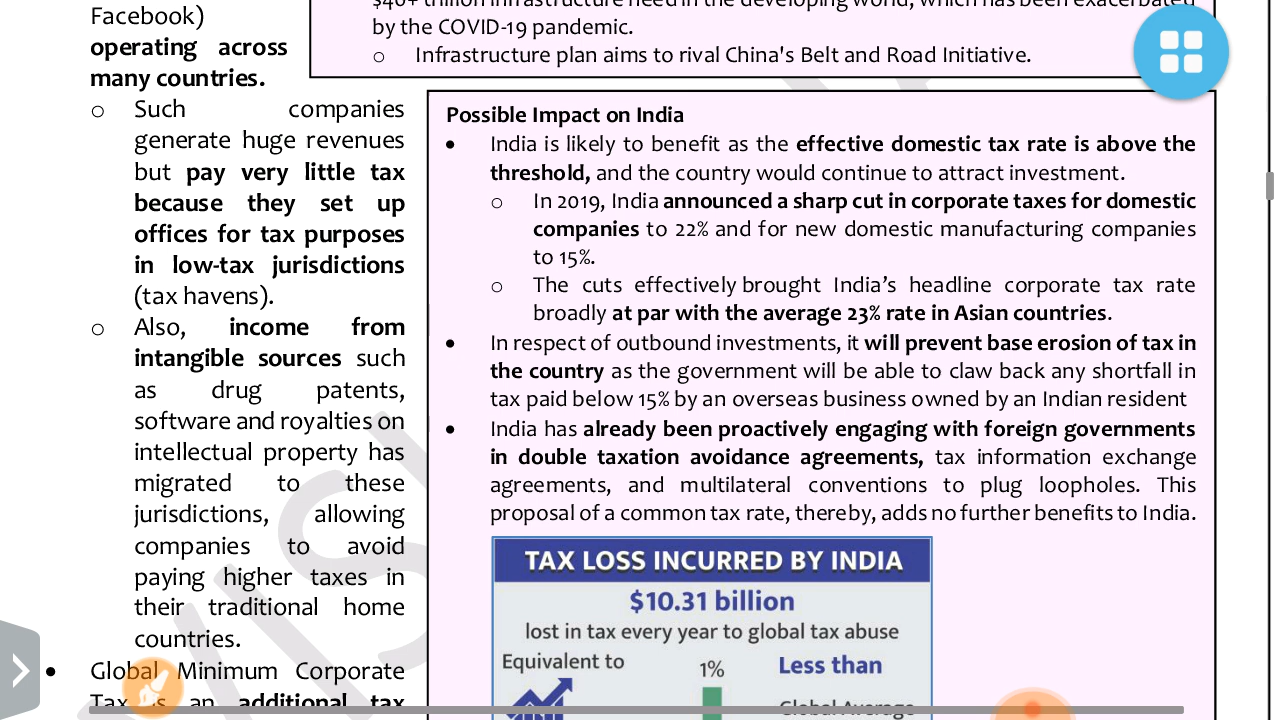 Facebook)
operating across
many countries.
o Such companies
generate huge revenues
but pay very little tax
because they set up
offices for tax purposes
in low-tax jurisdictions
(tax havens).
o Also, income from
intangible sources such
as drug patents,
software and royalties on
intellectual property has
migrated to these
jurisdictions, allowing
companies to avoid
paying higher taxes in
their traditional home
countries.
• Global Minimum Corporate
Tax is an additional tax
$40+ trillion infrastructure need in the developing world, which has been exacerbated
by the COVID-19 pandemic.
o Infrastructure plan aims to rival China's Belt and Road Initiative.
Possible Impact on India
• India is likely to benefit as the effective domestic tax rate is above the
threshold, and the country would continue to attract investment.
o In 2019, India announced a sharp cut in corporate taxes for domestic
companies to 22% and for new domestic manufacturing companies
to 15%.
o The cuts effectively brought India's headline corporate tax rate
broadly at par with the average 23% rate in Asian countries.
• In respect of outbound investments, it will prevent base erosion of tax in
the country as the government will be able to claw back any shortfall in
tax paid below 15% by an overseas business owned by an Indian resident
• India has already been proactively engaging with foreign governments
in double taxation avoidance agreements, tax information exchange
agreements, and multilateral conventions to plug loopholes. This
proposal of a common tax rate, thereby, adds no further benefits to India.
TAX LOSS INCURRED BY INDIA
$10.31 billion
lost in tax every year to global tax abuse
Equivalent to
1%
Less than
Global Average